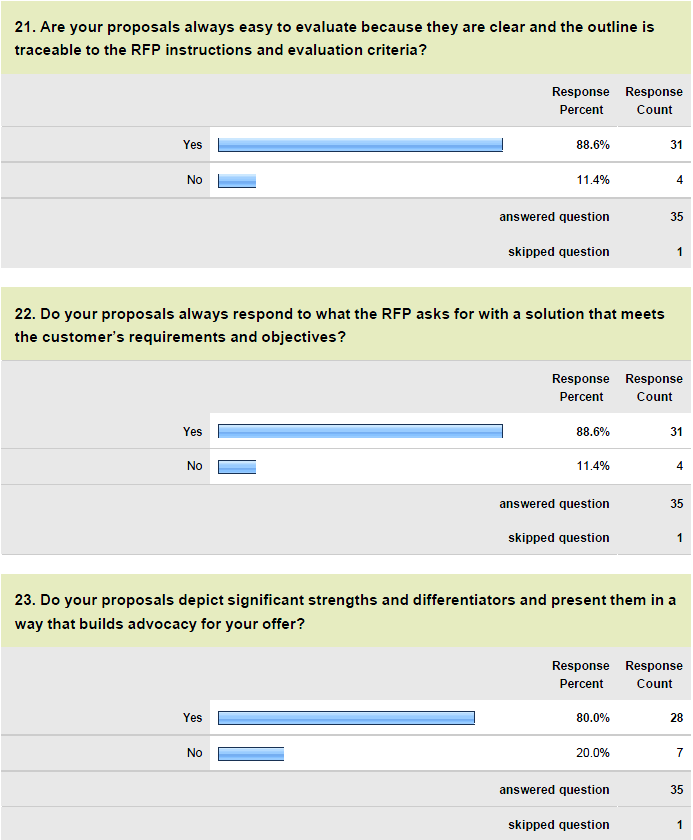 21. Are your proposals always easy to evaluate because they are clear and the outline is
traceable to the RFP instructions and evaluation criteria?
Response Response
Percent Count
Yes 88.6% 31
No 11.4% 4
answered question 35
skipped question 1
22. Do your proposals always respond to what the RFP asks for with a solution that meets
the customer’s requirements and objectives?
Response Response
Percent Count
Yes 88.6% 31
No 11.4% 4
answered question 35
skipped question 1
23. Do your proposals depict significant strengths and differentiators and present them in a
way that builds advocacy for your offer?
Response Response
Percent Count
Yes 80.0% 28
No 20.0% 7
answered question 35
skipped question 1